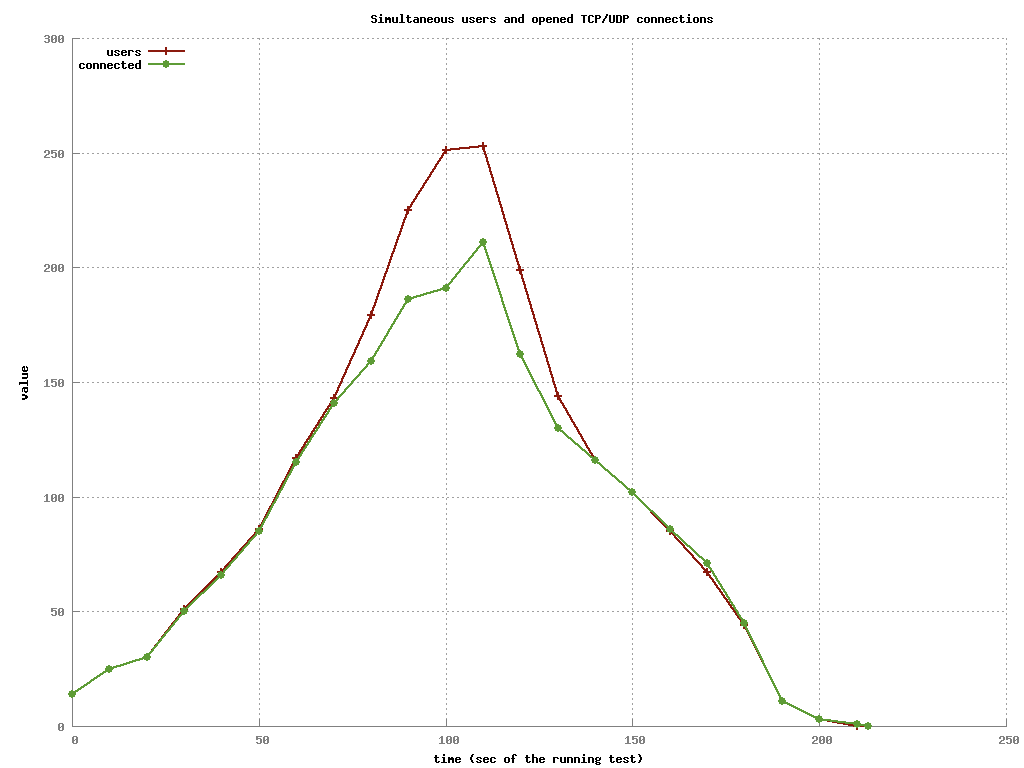 Simultaneous users and opened TCP/UDP connections
300
users
connected
250
200
150
value
100
50
0
0 50 100 150 200 250
time (sec of the running test)